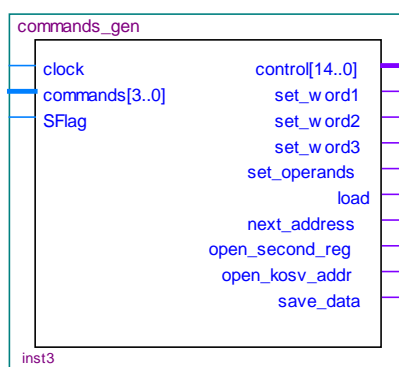 commands_gen
clock control[14..0]
commands[3..0] set_word1
SFlag set_word2
set_word3
set_operands
load
next_address
open_second_reg
open_kosv_addr
save_data
inst3